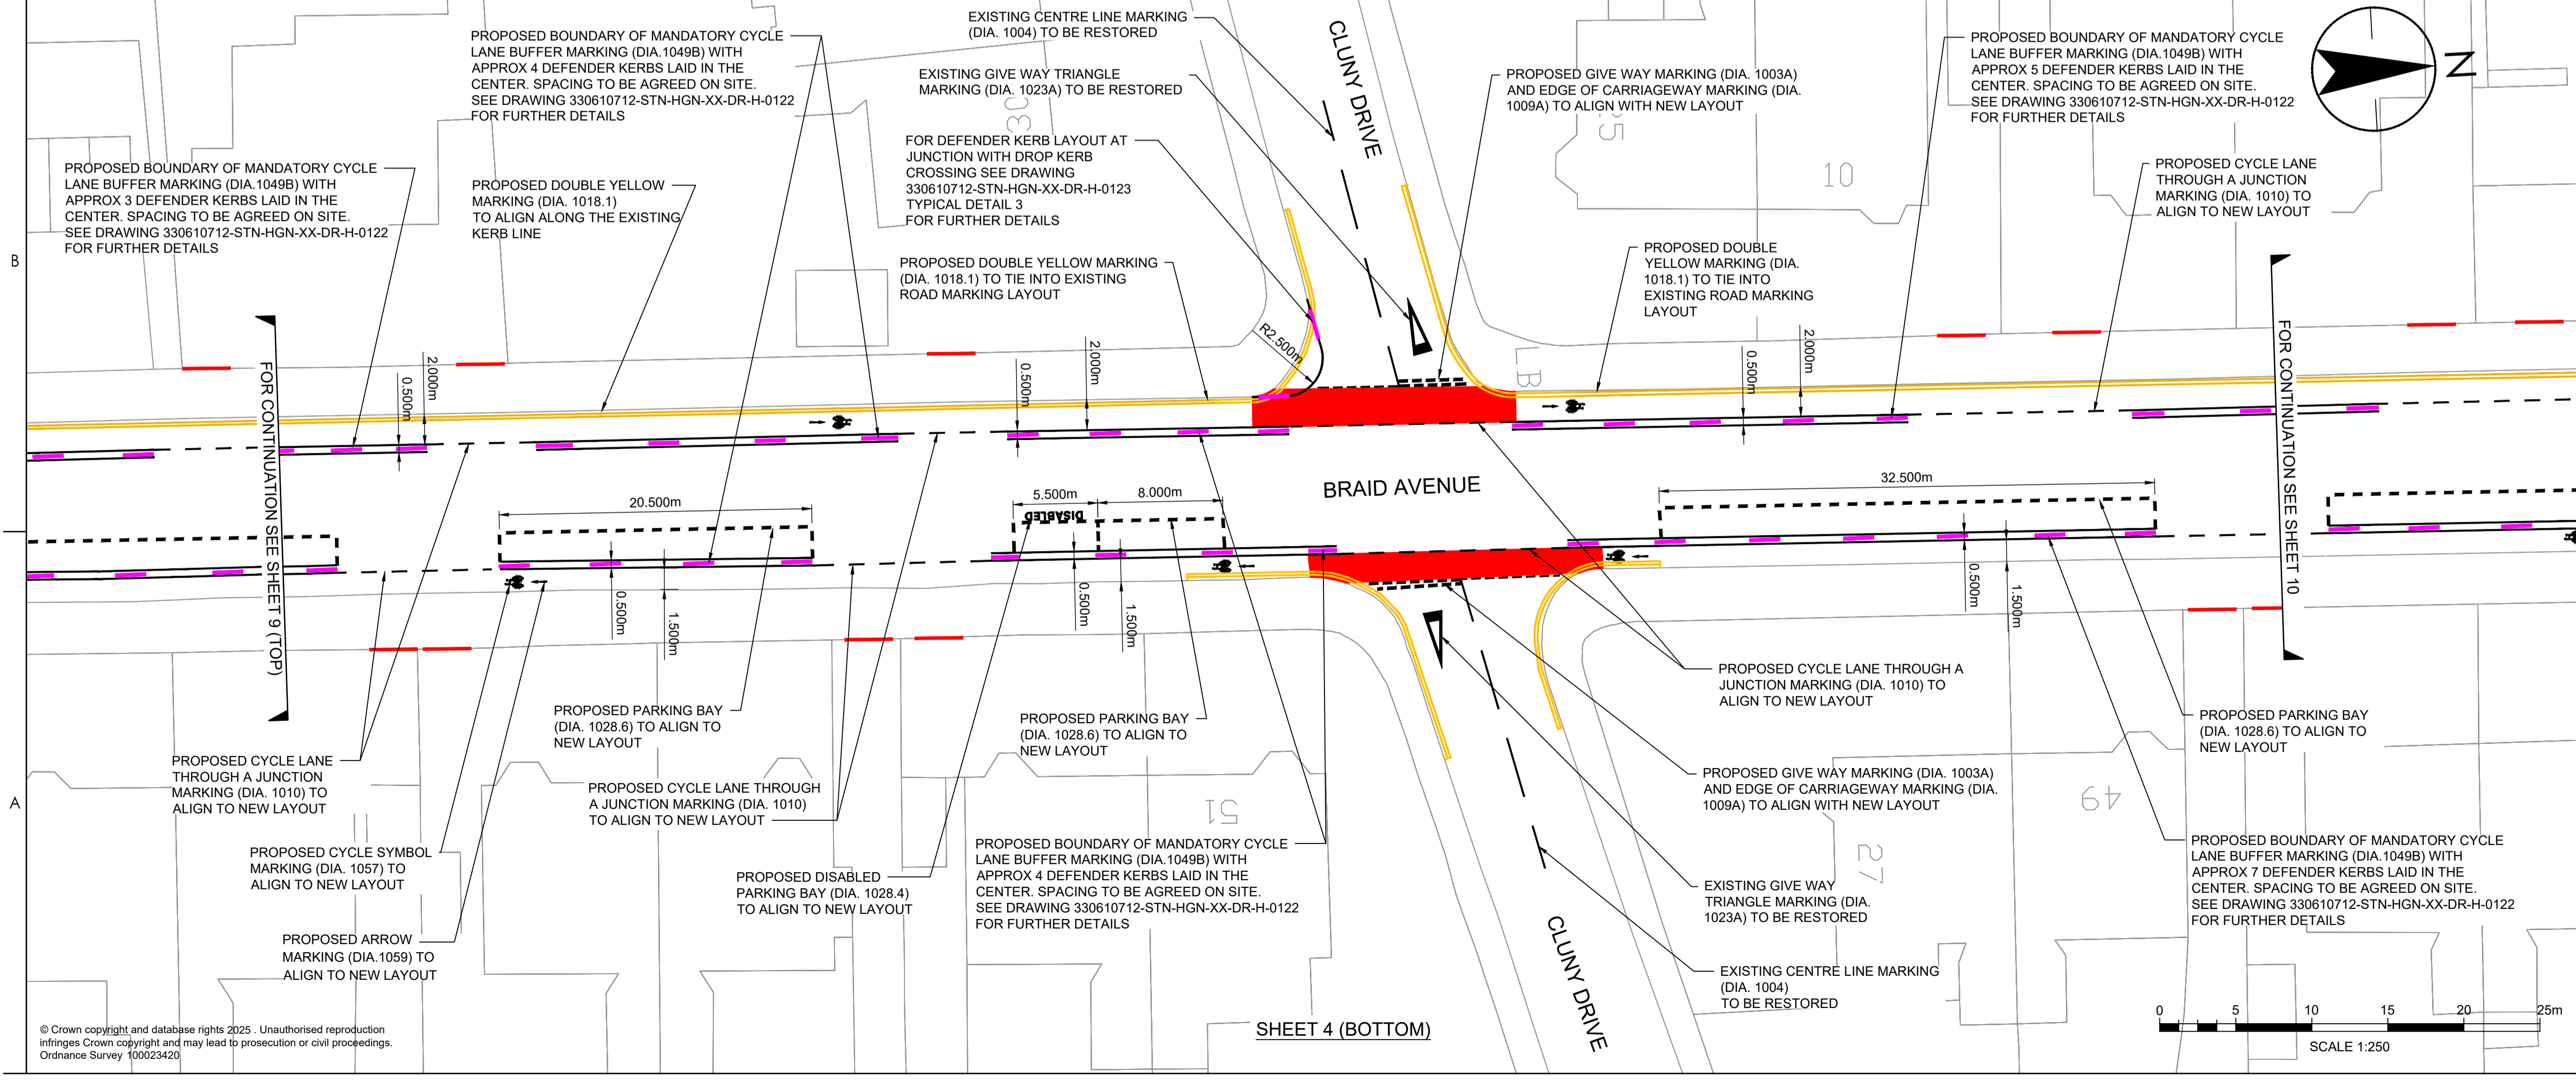 EXISTING CENTRE LINE MARKING
(DIA. 1004) TO BE RESTORED
PROPOSED BOUNDARY OF MANDATORY CYCLE
LANE BUFFER MARKING (DIA.1049B) WITH
APPROX 4 DEFENDER KERBS LAID IN THE
CENTER. SPACING TO BE AGREED ON SITE.
SEE DRAWING 330610712-STN-HGN-XX-DR-H-0122
FOR FURTHER DETAILS
EXISTING GIVE WAY TRIANGLE
MARKING (DIA. 1023A) TO BE RESTORED
CLUNY DRIVE
PROPOSED GIVE WAY MARKING (DIA. 1003A)
AND EDGE OF CARRIAGEWAY MARKING (DIA.
1009A) TO ALIGN WITH NEW LAYOUT
PROPOSED BOUNDARY OF MANDATORY CYCLE
LANE BUFFER MARKING (DIA.1049B) WITH
APPROX 5 DEFENDER KERBS LAID IN THE
CENTER. SPACING TO BE AGREED ON SITE.
SEE DRAWING 330610712-STN-HGN-XX-DR-H-0122
FOR FURTHER DETAILS
N
PROPOSED BOUNDARY OF MANDATORY CYCLE
LANE BUFFER MARKING (DIA.1049B) WITH
APPROX 3 DEFENDER KERBS LAID IN THE
CENTER. SPACING TO BE AGREED ON SITE.
SEE DRAWING 330610712-STN-HGN-XX-DR-H-0122
FOR FURTHER DETAILS
PROPOSED DOUBLE YELLOW
MARKING (DIA. 1018.1)
TO ALIGN ALONG THE EXISTING
KERB LINE
FOR DEFENDER KERB LAYOUT AT
JUNCTION WITH DROP KERB
CROSSING SEE DRAWING
330610712-STN-HGN-XX-DR-H-0123
TYPICAL DETAIL 3
FOR FURTHER DETAILS
25
10
PROPOSED CYCLE LANE
THROUGH A JUNCTION
MARKING (DIA. 1010) TO
ALIGN TO NEW LAYOUT
B
PROPOSED DOUBLE YELLOW MARKING
(DIA. 1018.1) TO TIE INTO EXISTING
ROAD MARKING LAYOUT
PROPOSED DOUBLE
YELLOW MARKING (DIA.
1018.1) TO TIE INTO
EXISTING ROAD MARKING
LAYOUT
FOR CONTINUATION SEE SHEET 9 (TOP)
0.500m
2.000m
0.500m
2.000m
R2.500m
LB
0.500m
2.000m
FOR CONTINUATION SEE SHEET 10
BRAID AVENUE
20.500m
5.500m
8.000m
32.500m
DISABLED
0.500m
1.500m
0.500m
1.500m
0.500m
1.500m
PROPOSED CYCLE LANE
THROUGH A JUNCTION
MARKING (DIA. 1010) TO
ALIGN TO NEW LAYOUT
PROPOSED PARKING BAY
(DIA. 1028.6) TO ALIGN TO
NEW LAYOUT
PROPOSED PARKING BAY
(DIA. 1028.6) TO ALIGN TO
NEW LAYOUT
PROPOSED CYCLE LANE THROUGH A
JUNCTION MARKING (DIA. 1010) TO
ALIGN TO NEW LAYOUT
PROPOSED PARKING BAY
(DIA. 1028.6) TO ALIGN TO
NEW LAYOUT
A
PROPOSED CYCLE LANE THROUGH
A JUNCTION MARKING (DIA. 1010)
TO ALIGN TO NEW LAYOUT
51
PROPOSED GIVE WAY MARKING (DIA. 1003A)
AND EDGE OF CARRIAGEWAY MARKING (DIA.
1009A) TO ALIGN WITH NEW LAYOUT
49
PROPOSED CYCLE SYMBOL
MARKING (DIA. 1057) TO
ALIGN TO NEW LAYOUT
PROPOSED DISABLED
PARKING BAY (DIA. 1028.4)
TO ALIGN TO NEW LAYOUT
PROPOSED BOUNDARY OF MANDATORY CYCLE
LANE BUFFER MARKING (DIA.1049B) WITH
APPROX 4 DEFENDER KERBS LAID IN THE
CENTER. SPACING TO BE AGREED ON SITE.
SEE DRAWING 330610712-STN-HGN-XX-DR-H-0122
FOR FURTHER DETAILS
EXISTING GIVE WAY
TRIANGLE MARKING (DIA.
1023A) TO BE RESTORED
27
PROPOSED BOUNDARY OF MANDATORY CYCLE
LANE BUFFER MARKING (DIA.1049B) WITH
APPROX 7 DEFENDER KERBS LAID IN THE
CENTER. SPACING TO BE AGREED ON SITE.
SEE DRAWING 330610712-STN-HGN-XX-DR-H-0122
FOR FURTHER DETAILS
PROPOSED ARROW
MARKING (DIA.1059) TO
ALIGN TO NEW LAYOUT
CLUNY DRIVE
EXISTING CENTRE LINE MARKING
(DIA. 1004)
TO BE RESTORED
© Crown copyright and database rights 2025 . Unauthorised reproduction
infringes Crown copyright and may lead to prosecution or civil proceedings.
Ordnance Survey 100023420
SHEET 4 (BOTTOM)
0 5 10 15 20 25m
SCALE 1:250